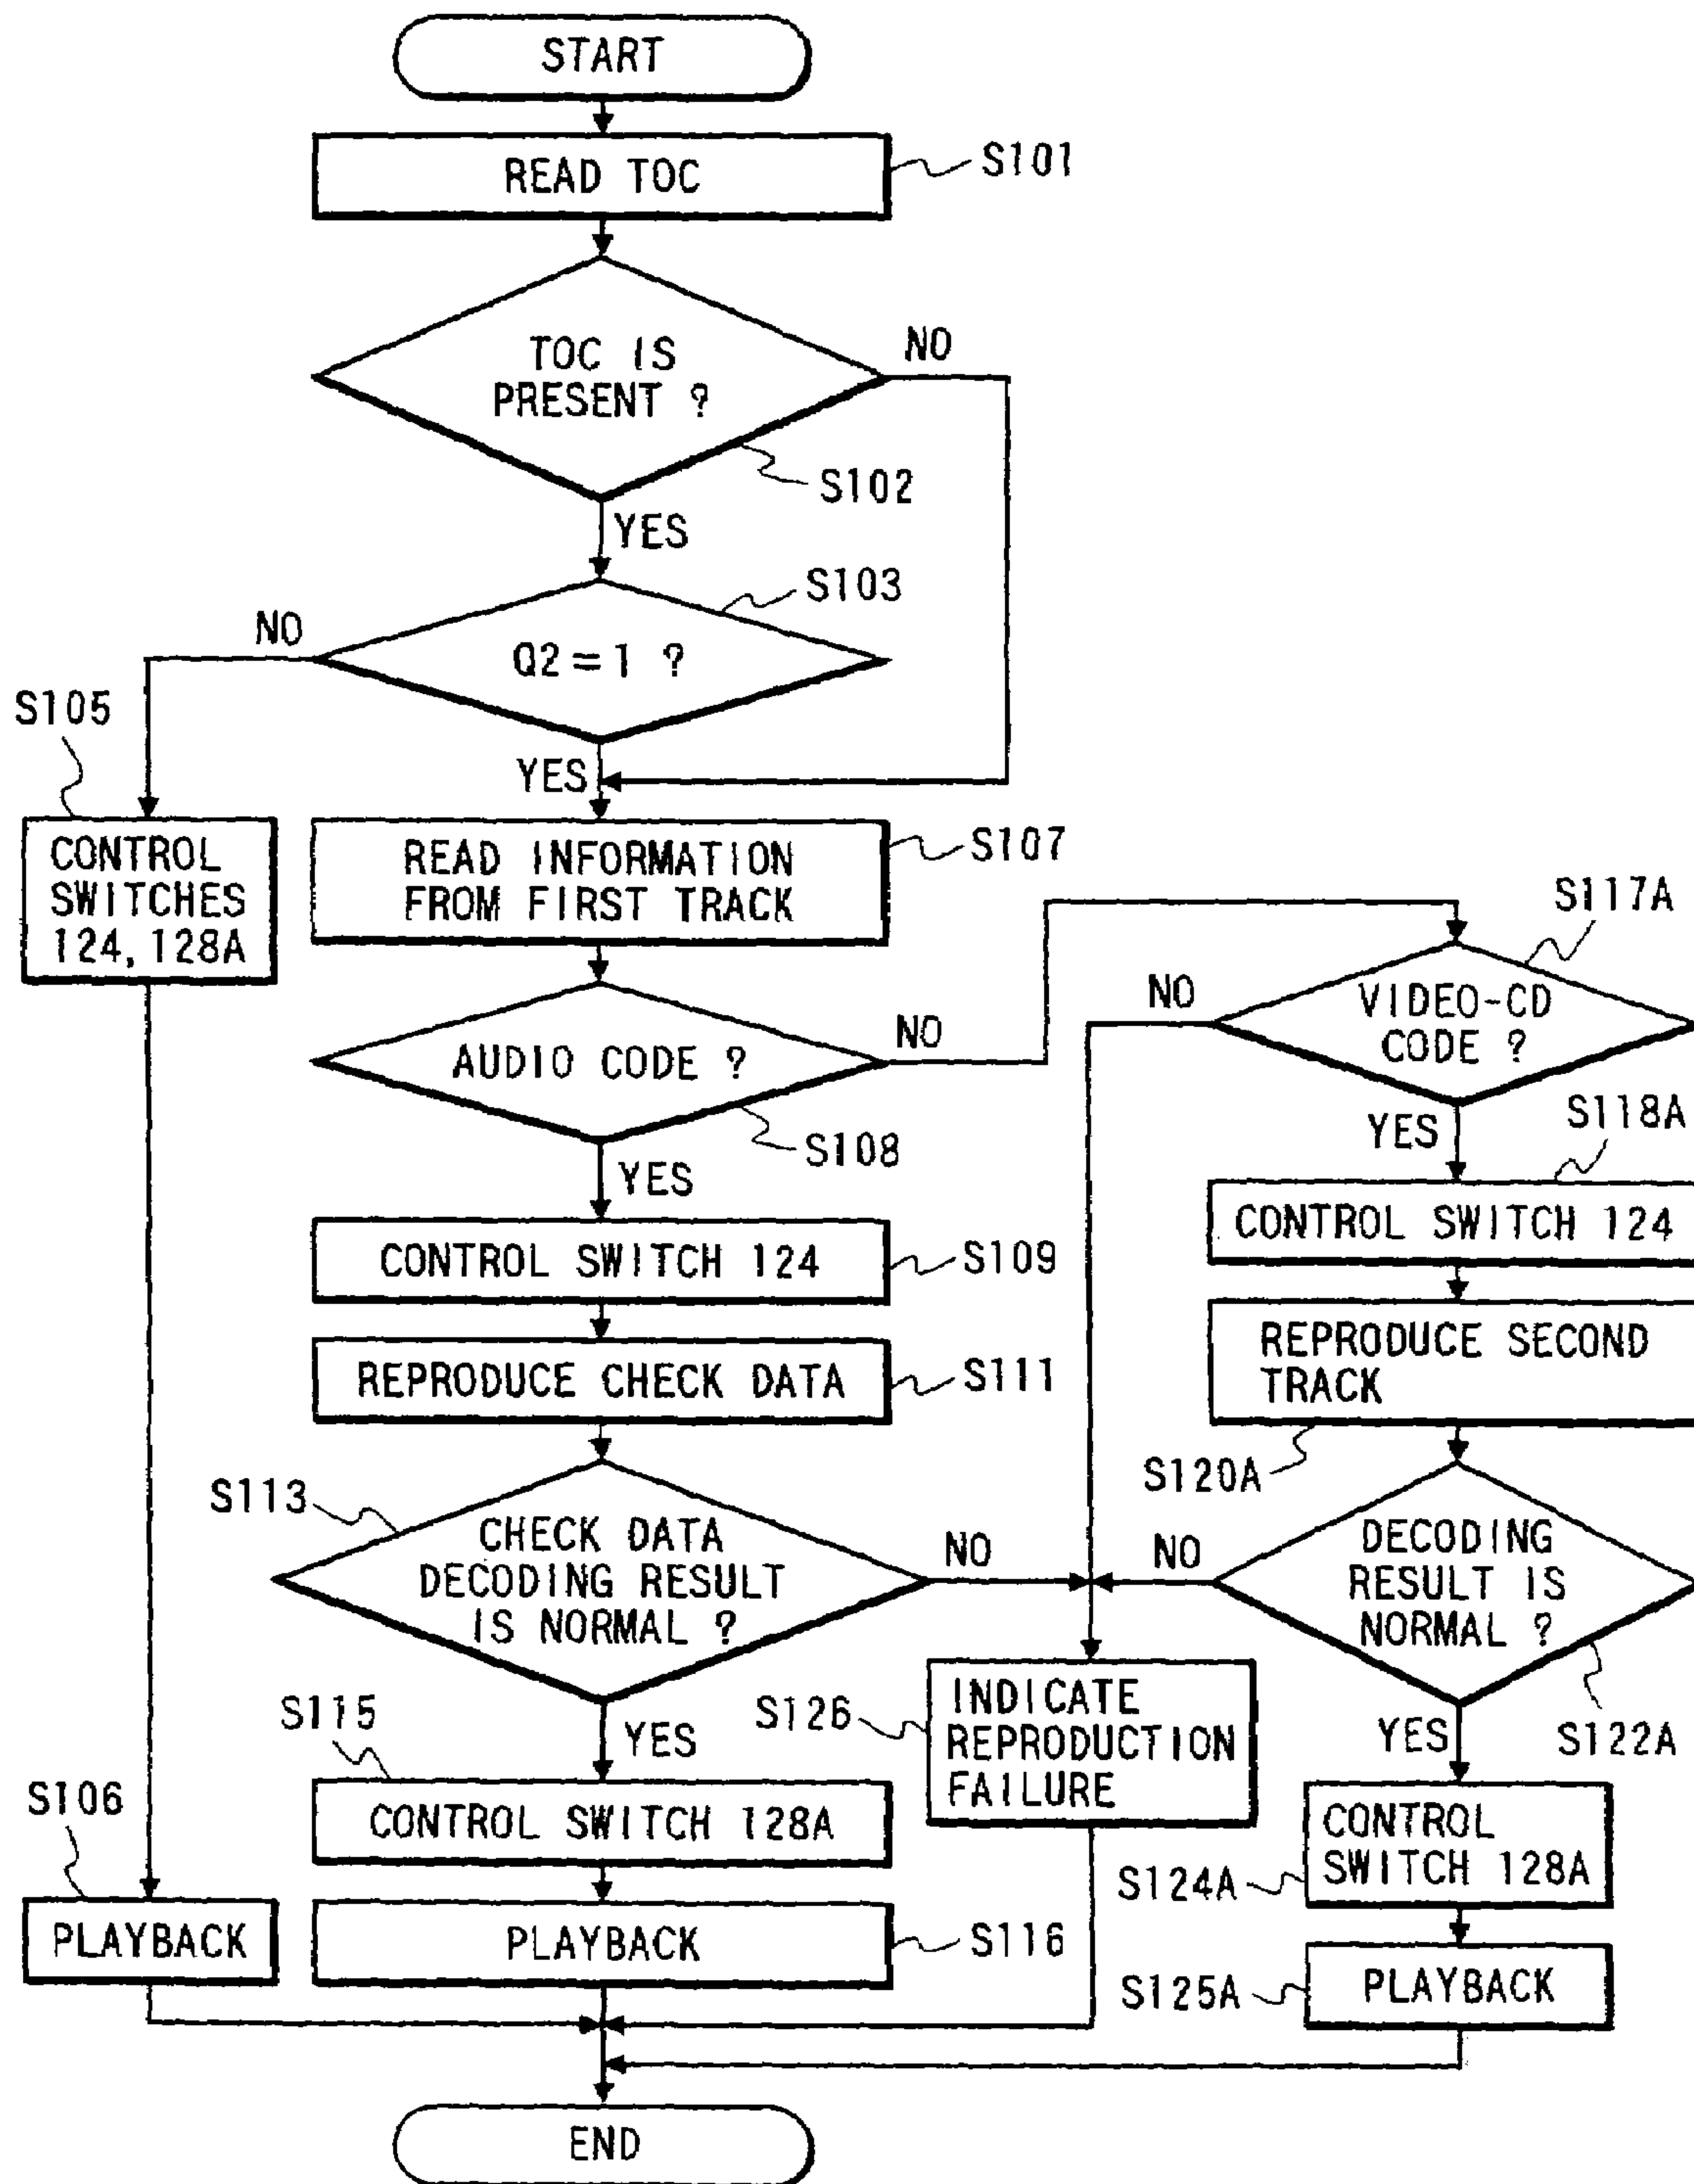 START
READ TOC
S101
TOC IS
PRESENT ?
NO
S102
YES
S103
NO
Q2=1 ?
S105
YES
CONTROL
SWITCHES
124, 128A
READ INFORMATION
FROM FIRST TRACK
S107
S117A
NO
VIDEO-CD
CODE ?
AUDIO CODE ?
NO
S108
YES
YES
S118A
CONTROL SWITCH 124
S109
CONTROL SWITCH 124
REPRODUCE CHECK DATA
S111
REPRODUCE SECOND
TRACK
S120A
S113
CHECK DATA
DECODING RESULT
IS NORMAL ?
NO
NO
DECODING
RESULT IS
NORMAL ?
S115
YES
S126
INDICATE
REPRODUCTION
FAILURE
YES
S122A
S106
CONTROL SWITCH 128A
CONTROL
SWITCH 128A
S124A
PLAYBACK
PLAYBACK
S116
S125A
PLAYBACK
END